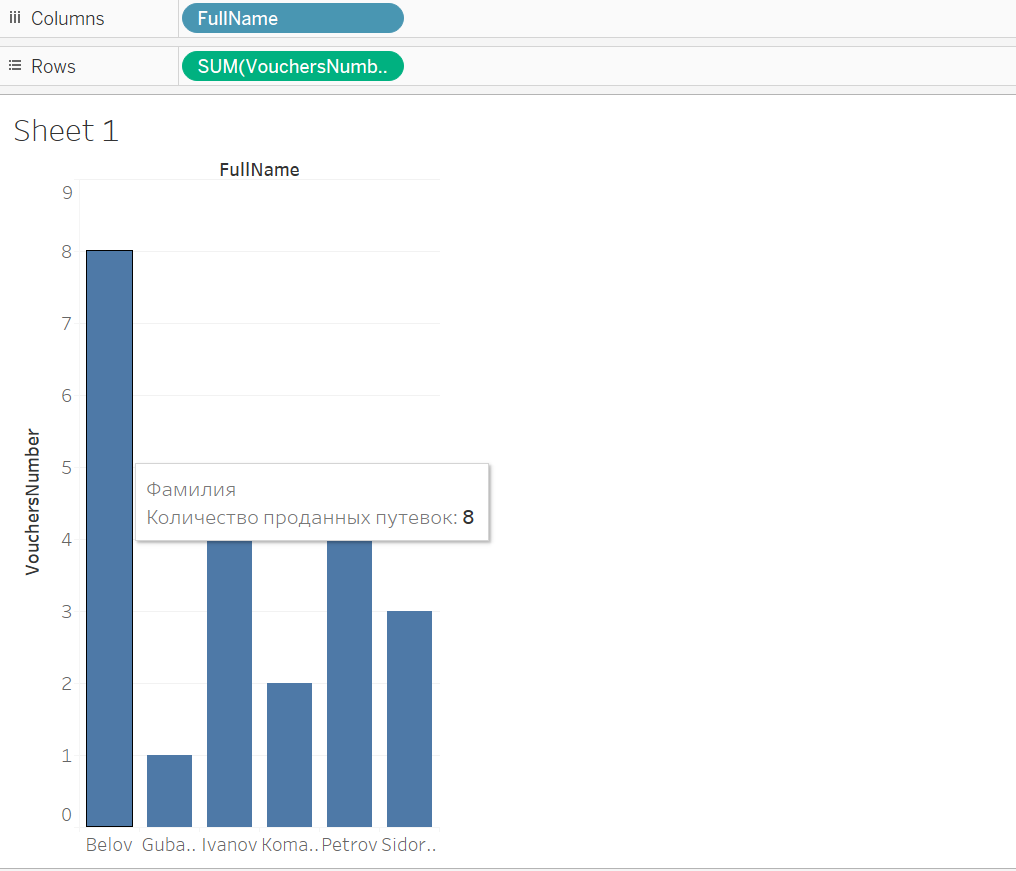 Columns FullName
Rows SUM(VouchersNumb..
Sheet 1
FullName
9
8
7
6
5
4
3
2
1
0
VouchersNumber
Фамилия
Количество проданных путевок: 8
Belov Guba.. Ivanov Koma.. Petrov Sidor..